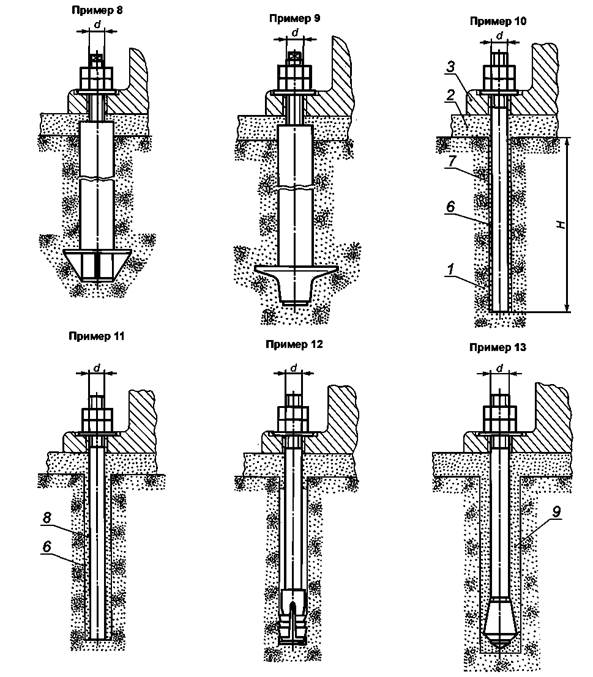 Пример 8
Пример 9
Пример 10
d
d
d
3
2
7
6
1
H
Пример 11
Пример 12
Пример 13
d
d
d
8
6
9